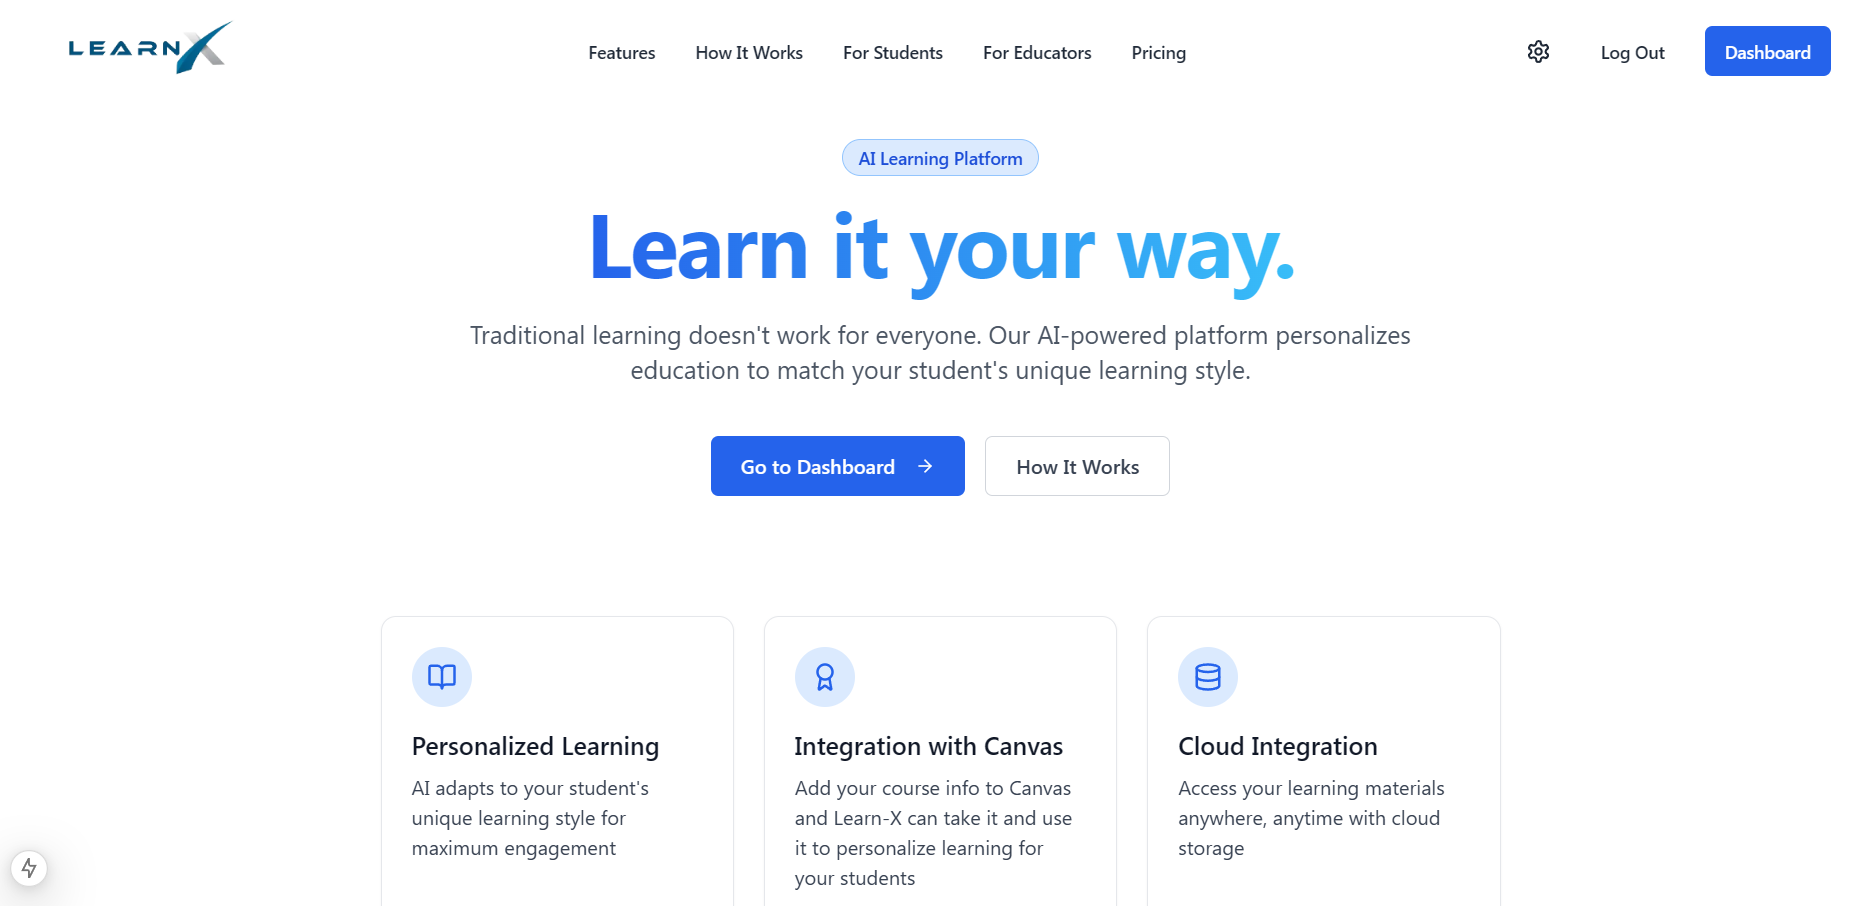 LEARNX
Features
How It Works
For Students
For Educators
Pricing
Log Out
Dashboard
AI Learning Platform
Learn it your way.
Traditional learning doesn't work for everyone. Our AI-powered platform personalizes
education to match your student's unique learning style.
Go to Dashboard
How It Works
Personalized Learning
AI adapts to your student's
unique learning style for
maximum engagement
Integration with Canvas
Add your course info to Canvas
and Learn-X can take it and use
it to personalize learning for
your students
Cloud Integration
Access your learning materials
anywhere, anytime with cloud
storage